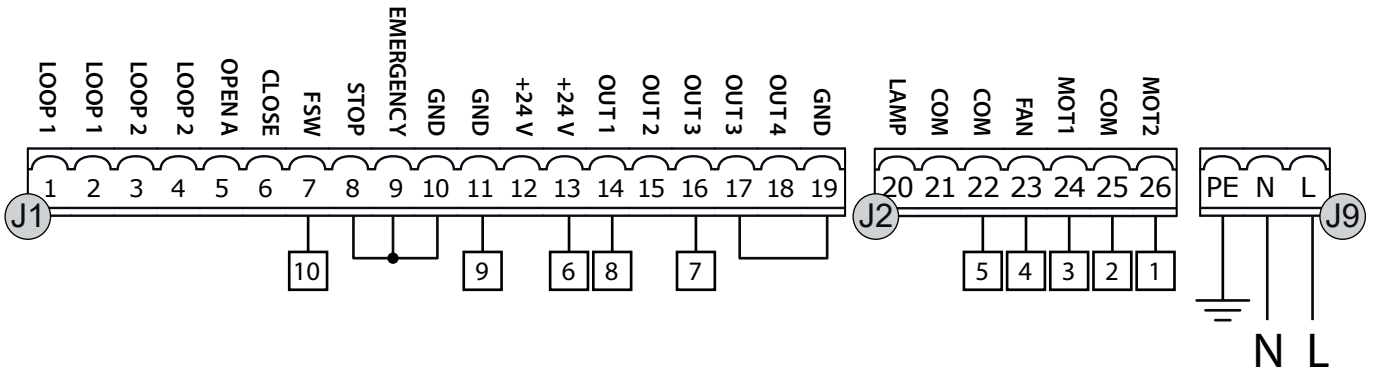 LOOP 1 LOOP 1 LOOP 2 LOOP 2 OPEN A CLOSE FSW STOP EMERGENCY GND GND +24 V +24 V OUT 1 OUT 2 OUT 3 OUT 3 OUT 4 GND LAMP COM COM FAN MOT1 COM MOT2
1 2 3 4 5 6 7 8 9 10 11 12 13 14 15 16 17 18 19 20 21 22 23 24 25 26 PE N L
J1 J2 J9
10 9 6 8 7 5 4 3 2 1
N L